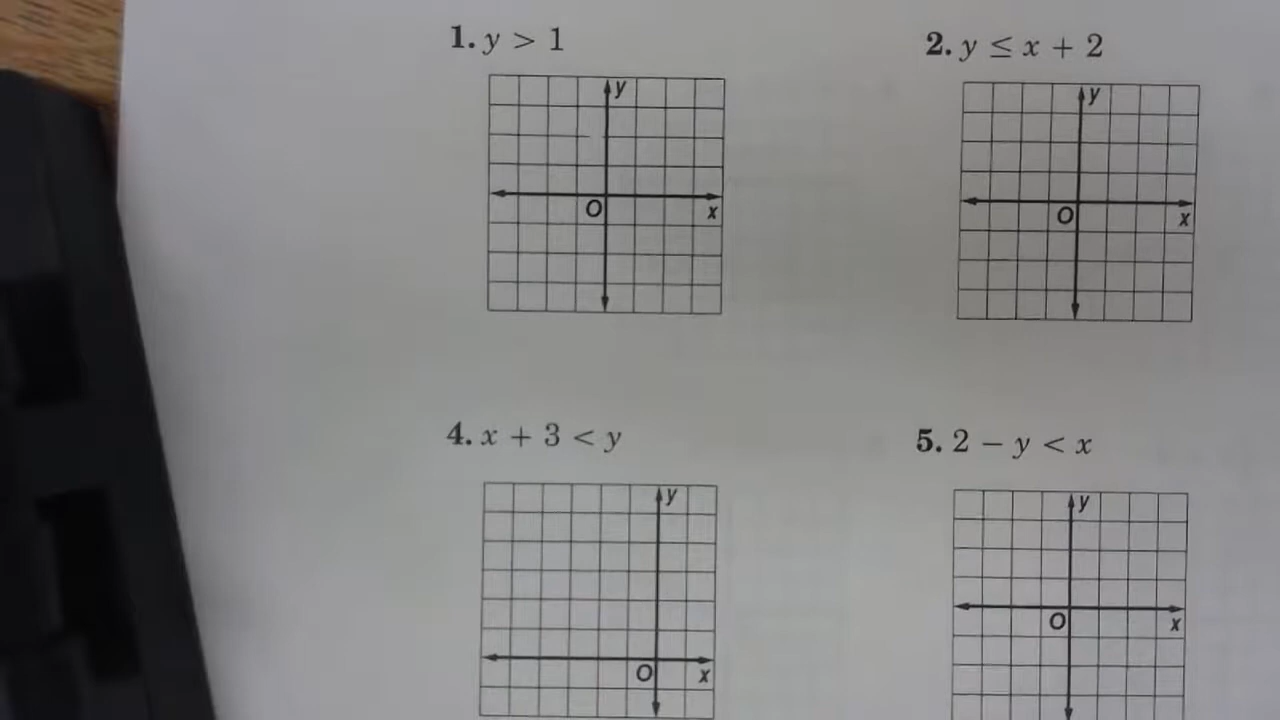 1. y > 1
2. y ≤ x + 2
y
y
O
x
O
x
4. x + 3 < y
5. 2 − y < x
y
y
O
x
O
x